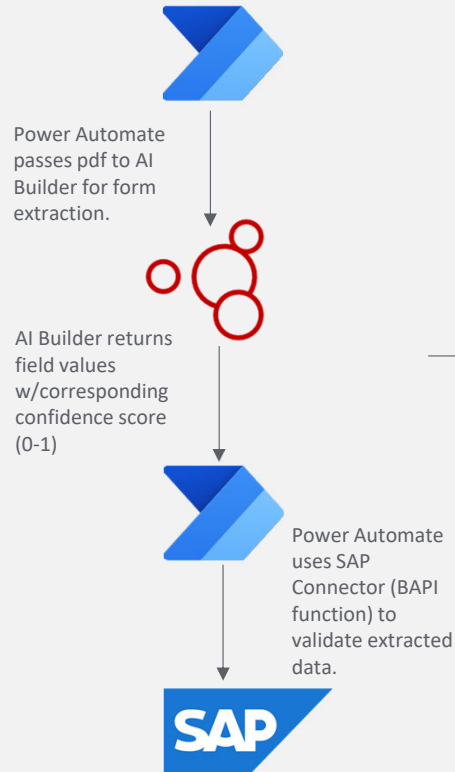 Power Automate
passes pdf to AI
Builder for form
extraction.
AI Builder returns
field values
w/corresponding
confidence score
(0-1)
Power Automate
uses SAP
Connector (BAPI
function) to
validate extracted
data.
SAP